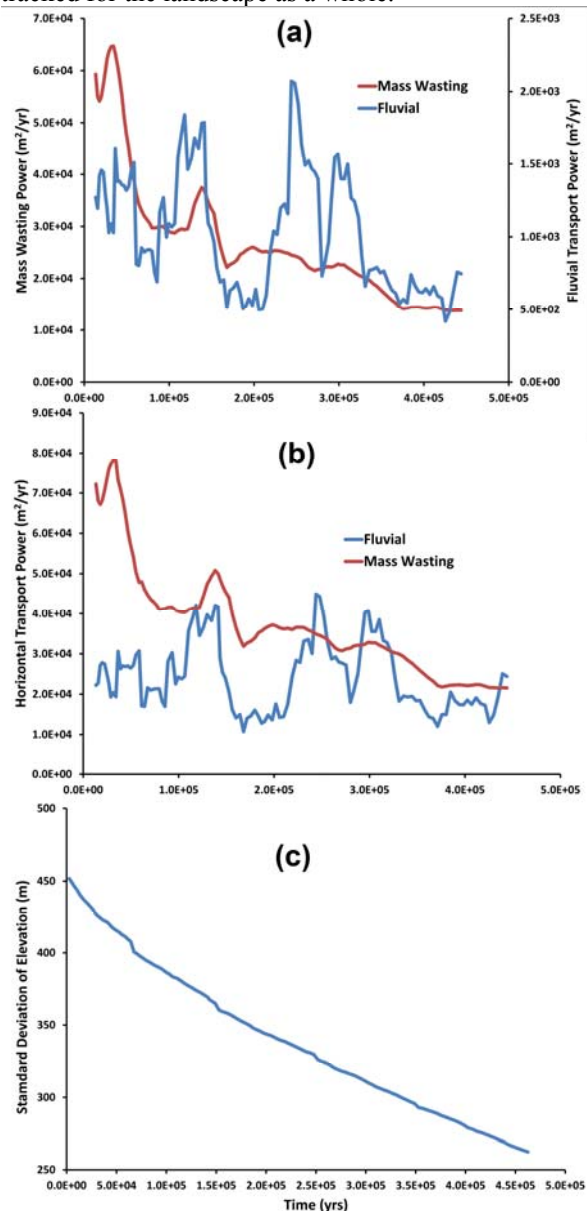 tracked for the landscape as a whole.
(a)
7.0E+04
6.0E+04
5.0E+04
4.0E+04
3.0E+04
2.0E+04
1.0E+04
0.0E+00
Mass Wasting Power (m²/yr)
Mass Wasting
Fluvial
2.5E+03
2.0E+03
1.5E+03
1.0E+03
5.0E+02
0.0E+00
Fluvial Transport Power (m²/yr)
0.0E+00 1.0E+05 2.0E+05 3.0E+05 4.0E+05 5.0E+05
(b)
9.0E+04
8.0E+04
7.0E+04
6.0E+04
5.0E+04
4.0E+04
3.0E+04
2.0E+04
1.0E+04
0.0E+00
Horizontal Transport Power (m²/yr)
Fluvial
Mass Wasting
0.0E+00 1.0E+05 2.0E+05 3.0E+05 4.0E+05 5.0E+05
(c)
500
450
400
350
300
250
Stamdard Deviation of Elevation (m)
0.0E+00 5.0E+04 1.0E+05 1.5E+05 2.0E+05 2.5E+05 3.0E+05 3.5E+05 4.0E+05 4.5E+05 5.0E+05
Time (yrs)